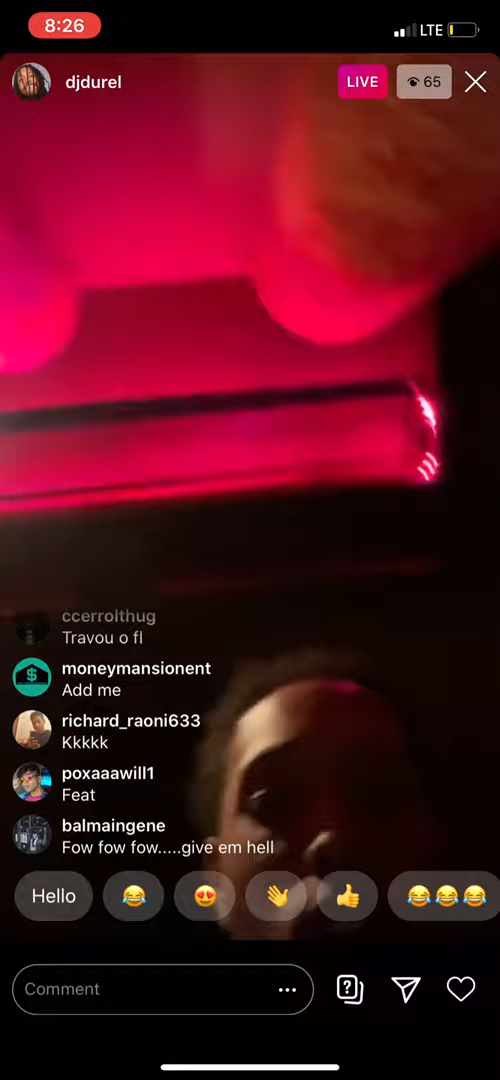 8:26
LTE
djdurel
LIVE
65
ccerrolthug
Travou o fl
moneymansionent
Add me
richard_raoni633
Kkkkk
poxaaawill1
Feat
balmaingene
Fow fow fow.....give em hell
Hello
Comment